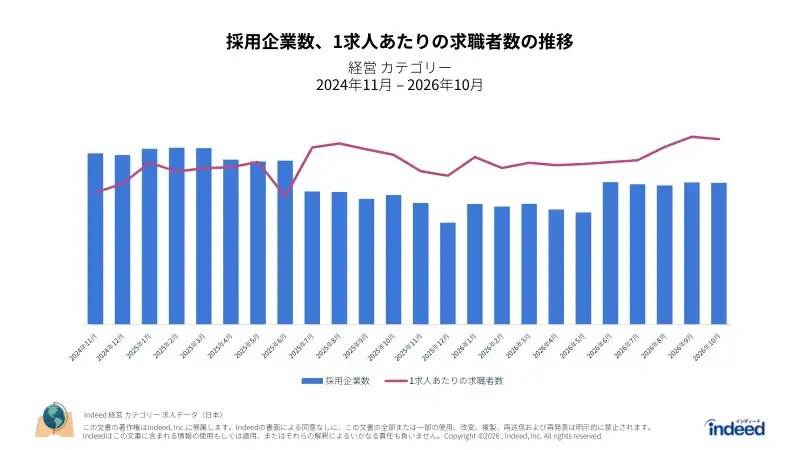 採用企業数、1求人あたりの求職者数の推移
経営 カテゴリー
2024年11月 – 2026年10月
2024年11月
2024年12月
2025年1月
2025年2月
2025年3月
2025年4月
2025年5月
2025年6月
2025年7月
2025年8月
2025年9月
2025年10月
2025年11月
2025年12月
2026年1月
2026年2月
2026年3月
2026年4月
2026年5月
2026年6月
2026年7月
2026年8月
2026年9月
2026年10月
採用企業数
1求人あたりの求職者数
Indeed 経営 カテゴリー 求人データ（日本）
この文書の著作権はIndeed, Inc.に帰属します。Indeedの書面による同意なしに、この文書の全部または一部の使用、改変、複製、再送信および再発表は明示的に禁止されます。
Indeedはこの文書に含まれる情報の使用もしくは適用、またはそれらの解釈によるいかなる責任も負いません。Copyright ©2026 , Indeed, Inc. All rights reserved.
インディード
indeed